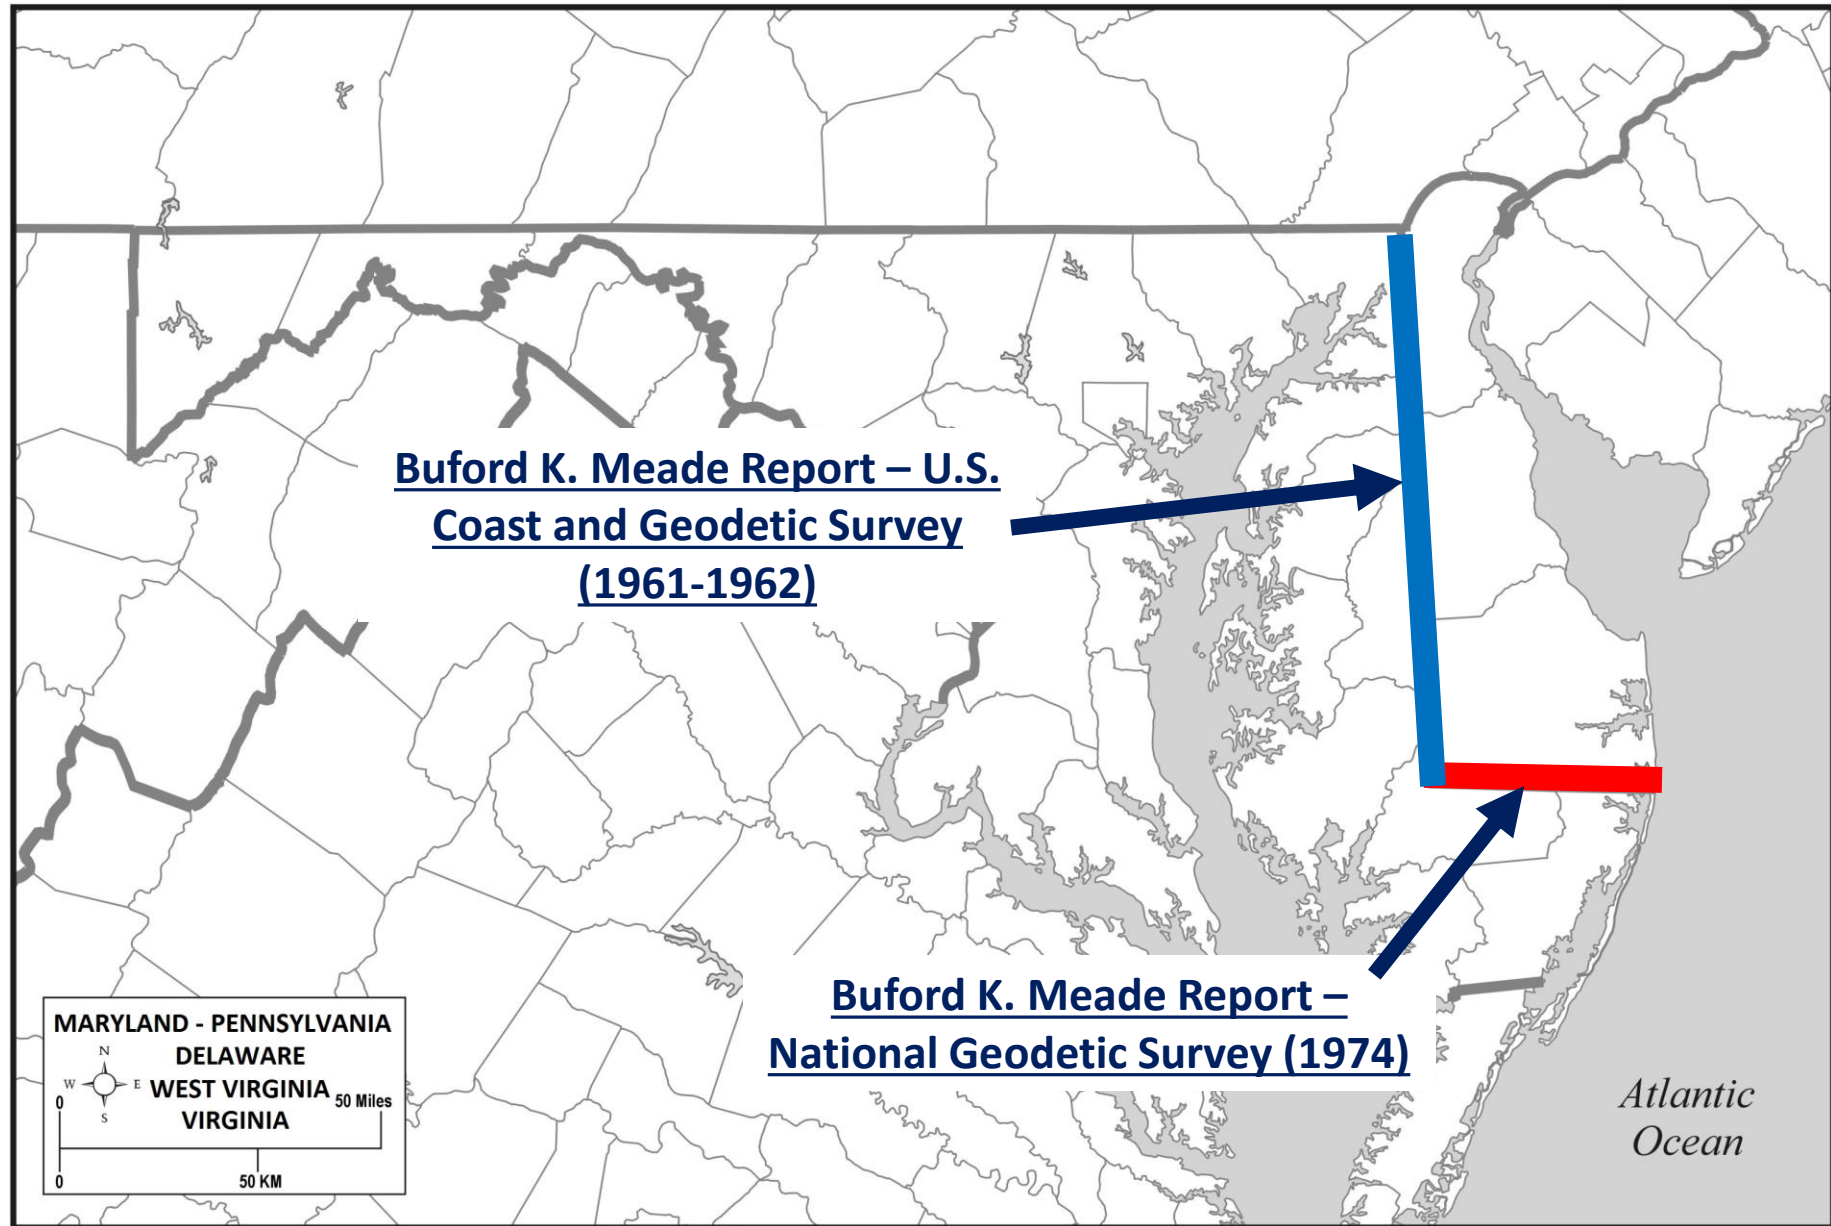 Buford K. Meade Report – U.S.
Coast and Geodetic Survey
(1961-1962)
Buford K. Meade Report –
National Geodetic Survey (1974)
MARYLAND - PENNSYLVANIA
DELAWARE
WEST VIRGINIA
VIRGINIA
N
W
E
S
0
50 Miles
0
50 KM
Atlantic
Ocean